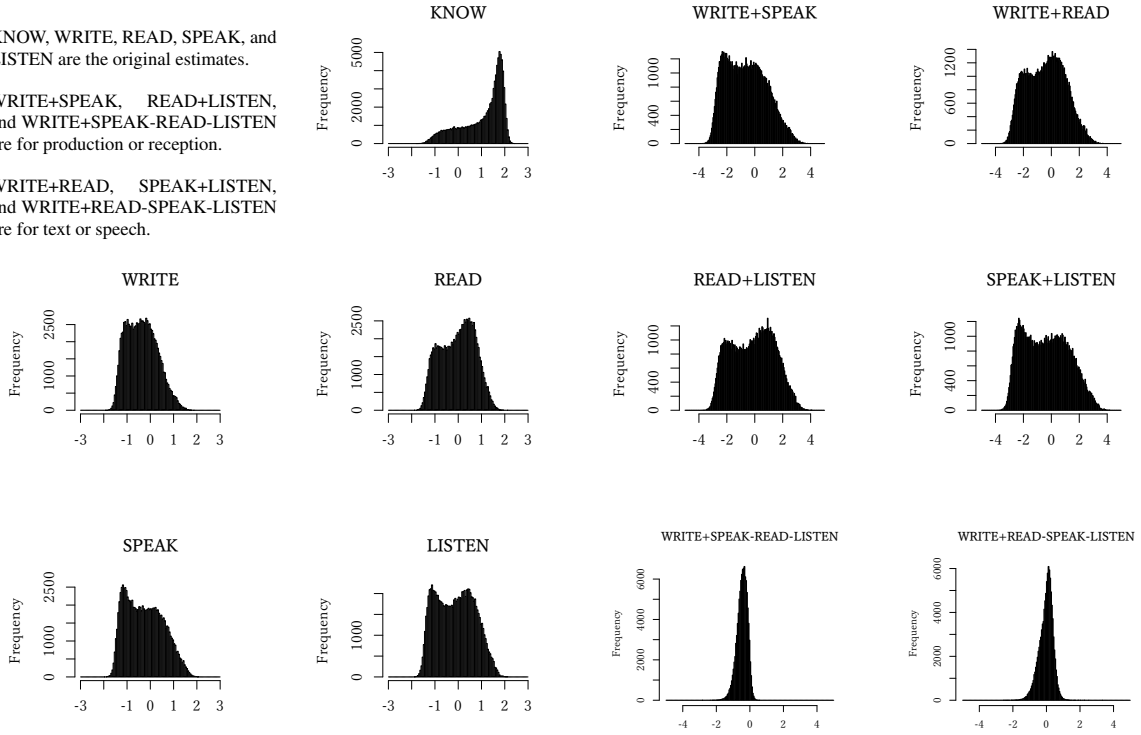 KNOW, WRITE, READ, SPEAK, and
LISTEN are the original estimates.
WRITE+SPEAK, READ+LISTEN,
nd WRITE+SPEAK-READ-LISTEN
re for production or reception.
WRITE+READ, SPEAK+LISTEN,
nd WRITE+READ-SPEAK-LISTEN
re for text or speech.
KNOW
Frequency
0 2000 5000
-3 -1 0 1 2 3
WRITE+SPEAK
Frequency
0 400 1000
-4 -2 0 2 4
WRITE+READ
Frequency
0 600 1200
-4 -2 0 2 4
WRITE
Frequency
0 1000 2500
-3 -1 0 1 2 3
READ
Frequency
0 1000 2500
-3 -1 0 1 2 3
READ+LISTEN
Frequency
0 400 1000
-4 -2 0 2 4
SPEAK+LISTEN
Frequency
0 400 1000
-4 -2 0 2 4
SPEAK
Frequency
0 1000 2500
-3 -1 0 1 2 3
LISTEN
Frequency
0 1000
-3 -1 0 1 2 3
WRITE+SPEAK-READ-LISTEN
Frequency
0 2000 4000 6000
-4 -2 0 2 4
WRITE+READ-SPEAK-LISTEN
Frequency
0 2000 4000 6000
-4 -2 0 2 4